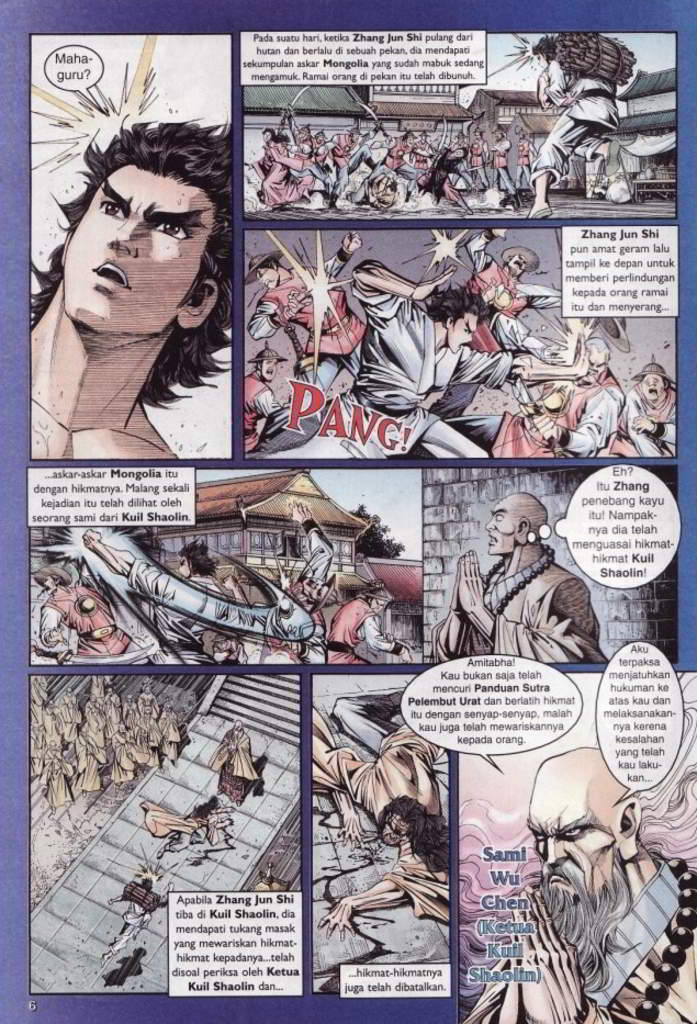 Maha-
guru?
Pada suatu hari, ketika Zhang Jun Shi pulang dari
hutan dan berlalu di sebuah pekan, dia mendapati
sekumpulan askar Mongolia yang sudah mabuk sedang
mengamuk. Ramai orang di pekan itu telah dibunuh.
Zhang Jun Shi
pun amat geram lalu
tampil ke depan untuk
memberi perlindungan
kepada orang ramai
itu dan menyerang...
PANG!
...askar-askar Mongolia itu
dengan hikmatnya. Malang sekali
kejadian itu telah dilihat oleh
seorang sami dari Kuil Shaolin.
Eh?
Itu Zhang
penebang kayu
itu! Nampak-
nya dia telah
menguasai hikmat-
hikmat Kuil
Shaolin!
Amitabha!
Kau bukan saja telah
mencuri Panduan Sutra
Pelembut Urat dan berlatih hikmat
itu dengan senyap-senyap, malah
kau juga telah mewariskannya
kepada orang.
Aku
terpaksa
menjatuhkan
hukuman ke
atas kau dan
melaksanakan-
nya kerena
kesalahan
yang telah
kau laku-
kan...
Apabila Zhang Jun Shi
tiba di Kuil Shaolin, dia
mendapati tukang masak
yang mewariskan hikmat-
hikmat kepadanya...telah
disoal periksa oleh Ketua
Kuil Shaolin dan...
...hikmat-hikmatnya
juga telah dibatalkan.
Sami
Wu
Chen
(Ketua
Kuil
Shaolin)
6